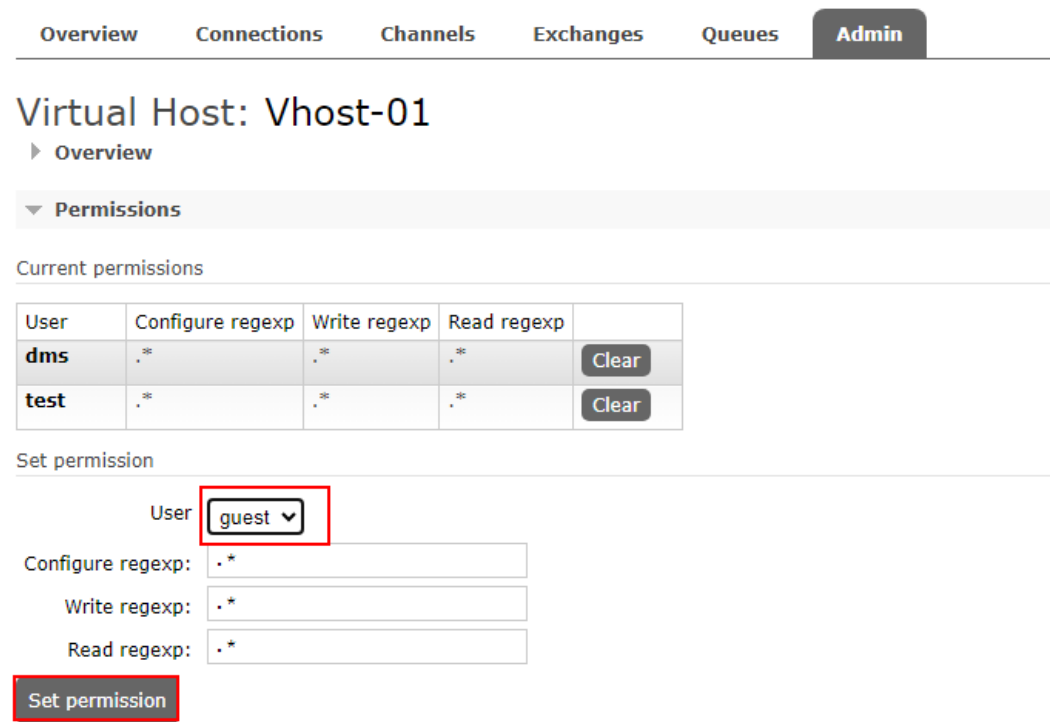 Overview Connections Channels Exchanges Queues Admin
Virtual Host: Vhost-01
Overview
Permissions
Current permissions
User Configure regexp Write regexp Read regexp
dms .* .* .* Clear
test .* .* .* Clear
Set permission
User guest
Configure regexp: .*
Write regexp: .*
Read regexp: .*
Set permission